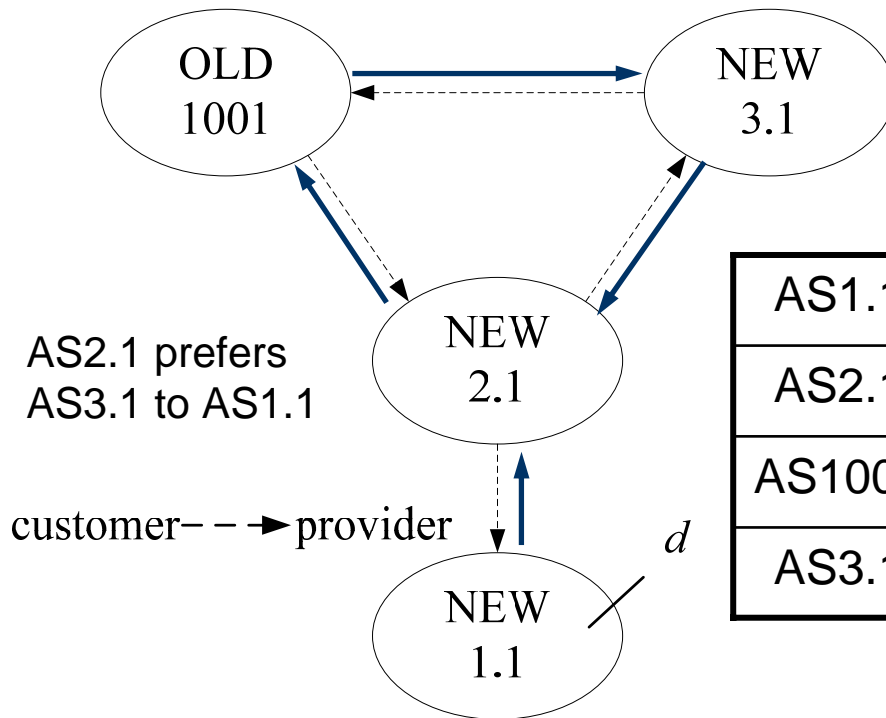 OLD
1001
NEW
3.1
NEW
2.1
AS2.1 prefers
AS3.1 to AS1.1
customer
provider
NEW
1.1
d
AS1.1
AS2.1
AS100
AS3.1